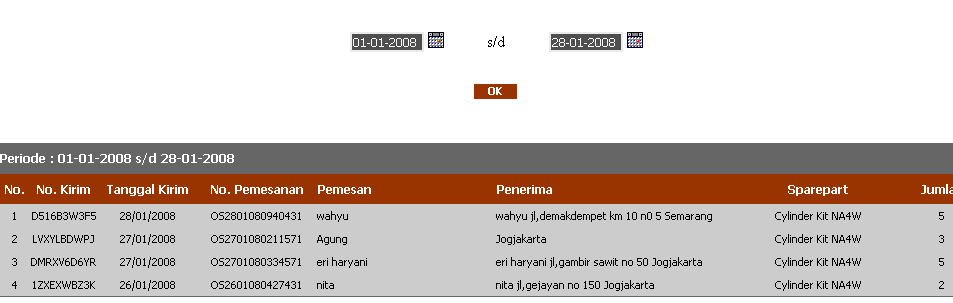 01-01-2008 s/d 28-01-2008
OK
Periode : 01-01-2008 s/d 28-01-2008
No. No. Kirim Tanggal Kirim No. Pemesanan Pemesan Penerima Sparepart Jumla
1 D516B3W3F5 28/01/2008 OS2801080940431 wahyu wahyu jl,demakdempet km 10 n0 5 Semarang Cylinder Kit NA4W 5
2 LVXYLBDWPJ 27/01/2008 OS2701080211571 Agung Jogjakarta Cylinder Kit NA4W 3
3 DMRXV6D6YR 27/01/2008 OS2701080334571 eri haryani eri haryani jl,gambir sawit no 50 Jogjakarta Cylinder Kit NA4W 5
4 1ZXEXWBZ3K 26/01/2008 OS2601080427431 nita nita jl,gejayan no 150 Jogjakarta Cylinder Kit NA4W 2